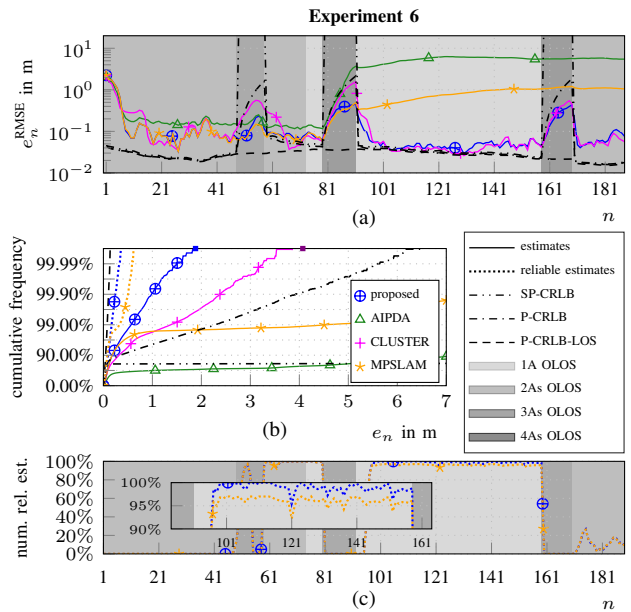 Experiment 6
e_n^RMSE in m
10^1
10^0
10^−1
10^−2
1 21 41 61 81 101 121 141 161 181
n
(a)
cumulative frequency
99.99%
99.90%
99.00%
90.00%
0.00%
0 1 2 3 4 5 6 7
e_n in m
(b)
proposed
AIPDA
CLUSTER
MPSLAM
estimates
reliable estimates
SP-CRLB
P-CRLB
P-CRLB-LOS
1A OLOS
2As OLOS
3As OLOS
4As OLOS
num. rel. est.
100%
80%
60%
40%
20%
0%
100%
95%
90%
101 121 141 161
1 21 41 61 81 101 121 141 161 181
n
(c)